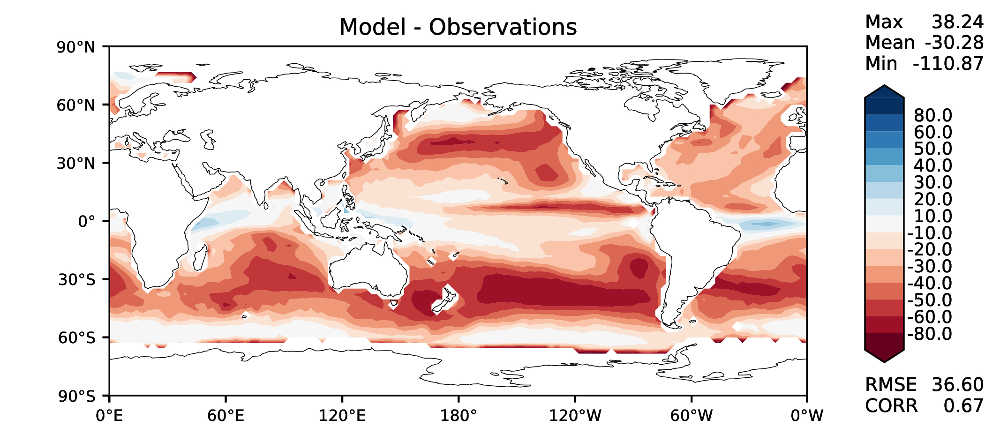 Model - Observations
Max 38.24
Mean -30.28
Min -110.87
90°N
60°N
30°N
0°
30°S
60°S
90°S
0°E
60°E
120°E
180°
120°W
60°W
0°W
80.0
60.0
50.0
40.0
30.0
20.0
10.0
-10.0
-20.0
-30.0
-40.0
-50.0
-60.0
-80.0
RMSE 36.60
CORR 0.67